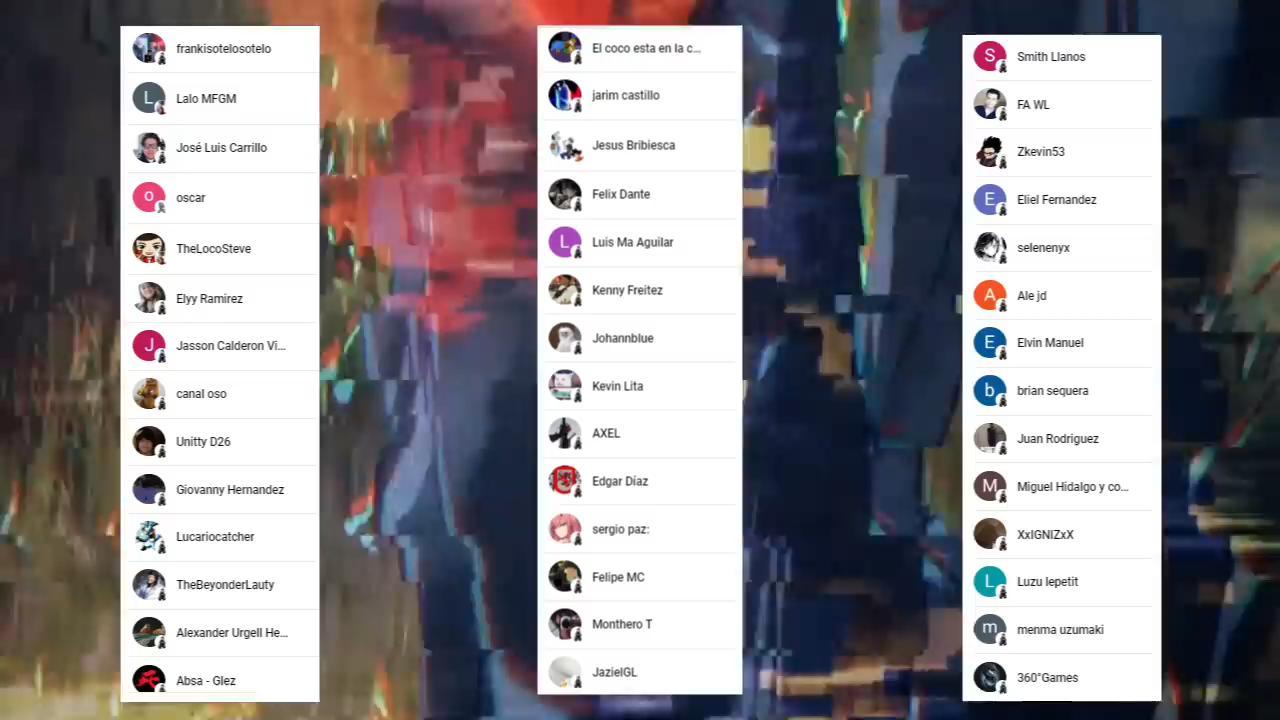 frankisotelosotelo
L
Lalo MFGM
José Luis Carrillo
o
oscar
TheLocoSteve
Elyy Ramirez
J
Jasson Calderon Vi...
canal oso
Unitty D26
Giovanny Hernandez
Lucariocatcher
TheBeyonderLauty
Alexander Urgell He...
Absa - Glez
El coco esta en la c...
jarim castillo
Jesus Bribiesca
Felix Dante
L
Luis Ma Aguilar
Kenny Freitez
Johannblue
Kevin Lita
AXEL
Edgar Díaz
sergio paz:
Felipe MC
Monthero T
JazielGL
S
Smith Llanos
FA WL
Zkevin53
E
Eliel Fernandez
selenenyx
A
Ale jd
E
Elvin Manuel
b
brian sequera
Juan Rodriguez
M
Miguel Hidalgo y co...
XxIGNIZxX
L
Luzu lepetit
m
menma uzumaki
360°Games